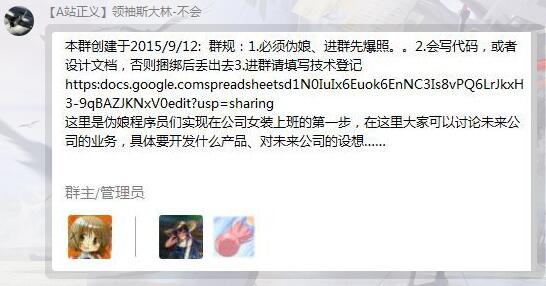 【A站正义】领袖斯大林-不会
本群创建于2015/9/12: 群规：1.必须伪娘、进群先爆照。。2.会写代码，或者
设计文档，否则捆绑后丢出去3.进群请填写技术登记
https:docs.google.comspreadsheetsd1N0IuIx6Euok6EnNC3Is8vPQ6LrJkxH
3-9qBAZJKNxV0edit?usp=sharing
这里是伪娘程序员们实现在公司女装上班的第一步，在这里大家可以讨论未来公
司的业务，具体要开发什么产品、对未来公司的设想......
群主/管理员